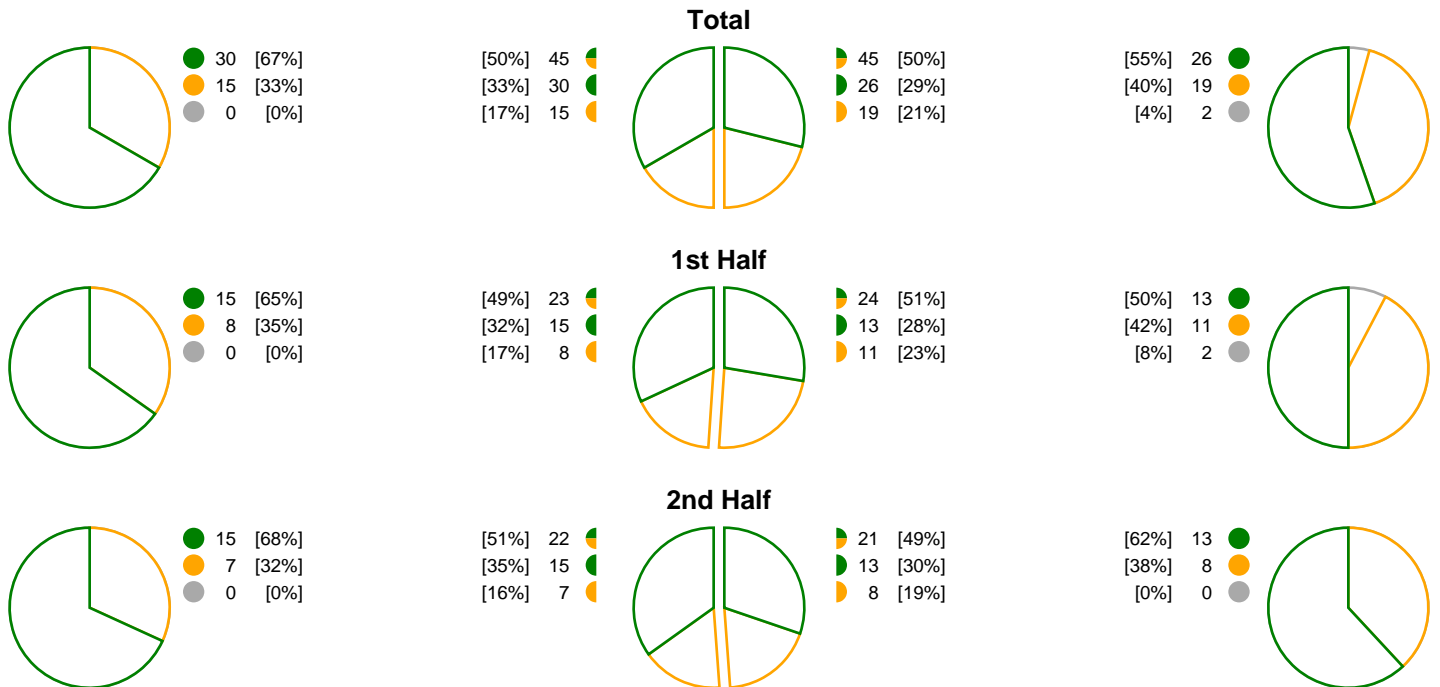 Total
30 [67%] [50%] 45 45 [50%] [55%] 26
15 [33%] [33%] 30 26 [29%] [40%] 19
0 [0%] [17%] 15 19 [21%] [4%] 2
1st Half
15 [65%] [49%] 23 24 [51%] [50%] 13
8 [35%] [32%] 15 13 [28%] [42%] 11
0 [0%] [17%] 8 11 [23%] [8%] 2
2nd Half
15 [68%] [51%] 22 21 [49%] [62%] 13
7 [32%] [35%] 15 13 [30%] [38%] 8
0 [0%] [16%] 7 8 [19%] [0%] 0